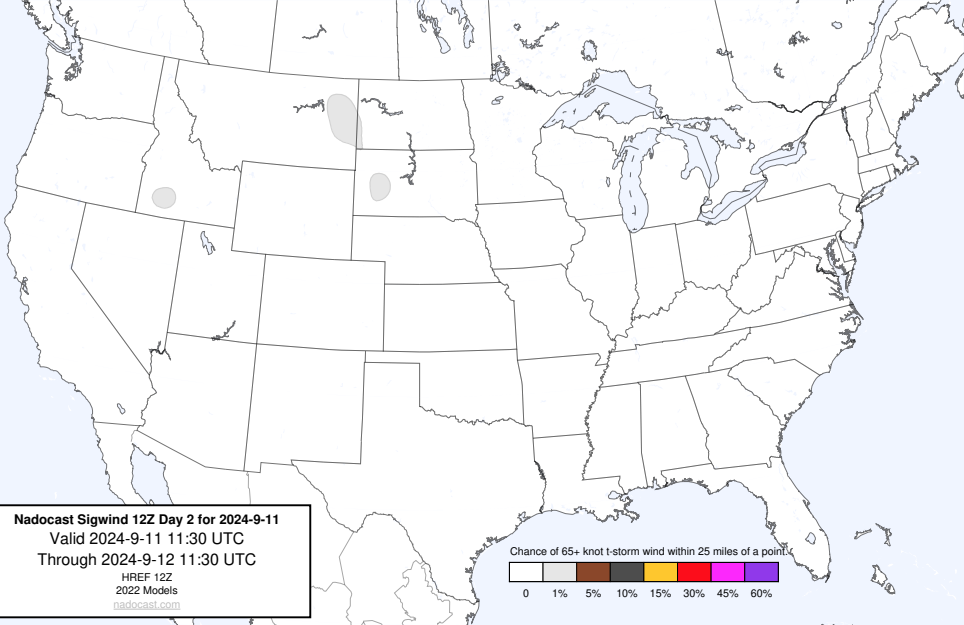 Nadocast Sigwind 12Z Day 2 for 2024-9-11
Valid 2024-9-11 11:30 UTC
Through 2024-9-12 11:30 UTC
HREF 12Z
2022 Models
nadocast.com
Chance of 65+ knot t-storm wind within 25 miles of a point.
0 1% 5% 10% 15% 30% 45% 60%